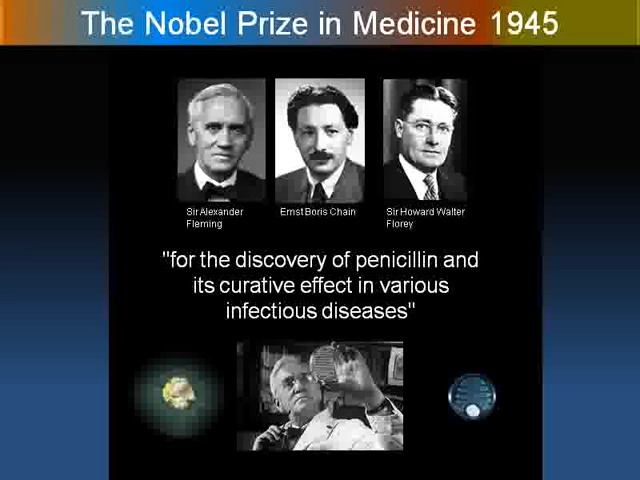 The Nobel Prize in Medicine 1945
Sir Alexander
Fleming
Ernst Boris Chain
Sir Howard Walter
Florey
"for the discovery of penicillin and
its curative effect in various
infectious diseases"